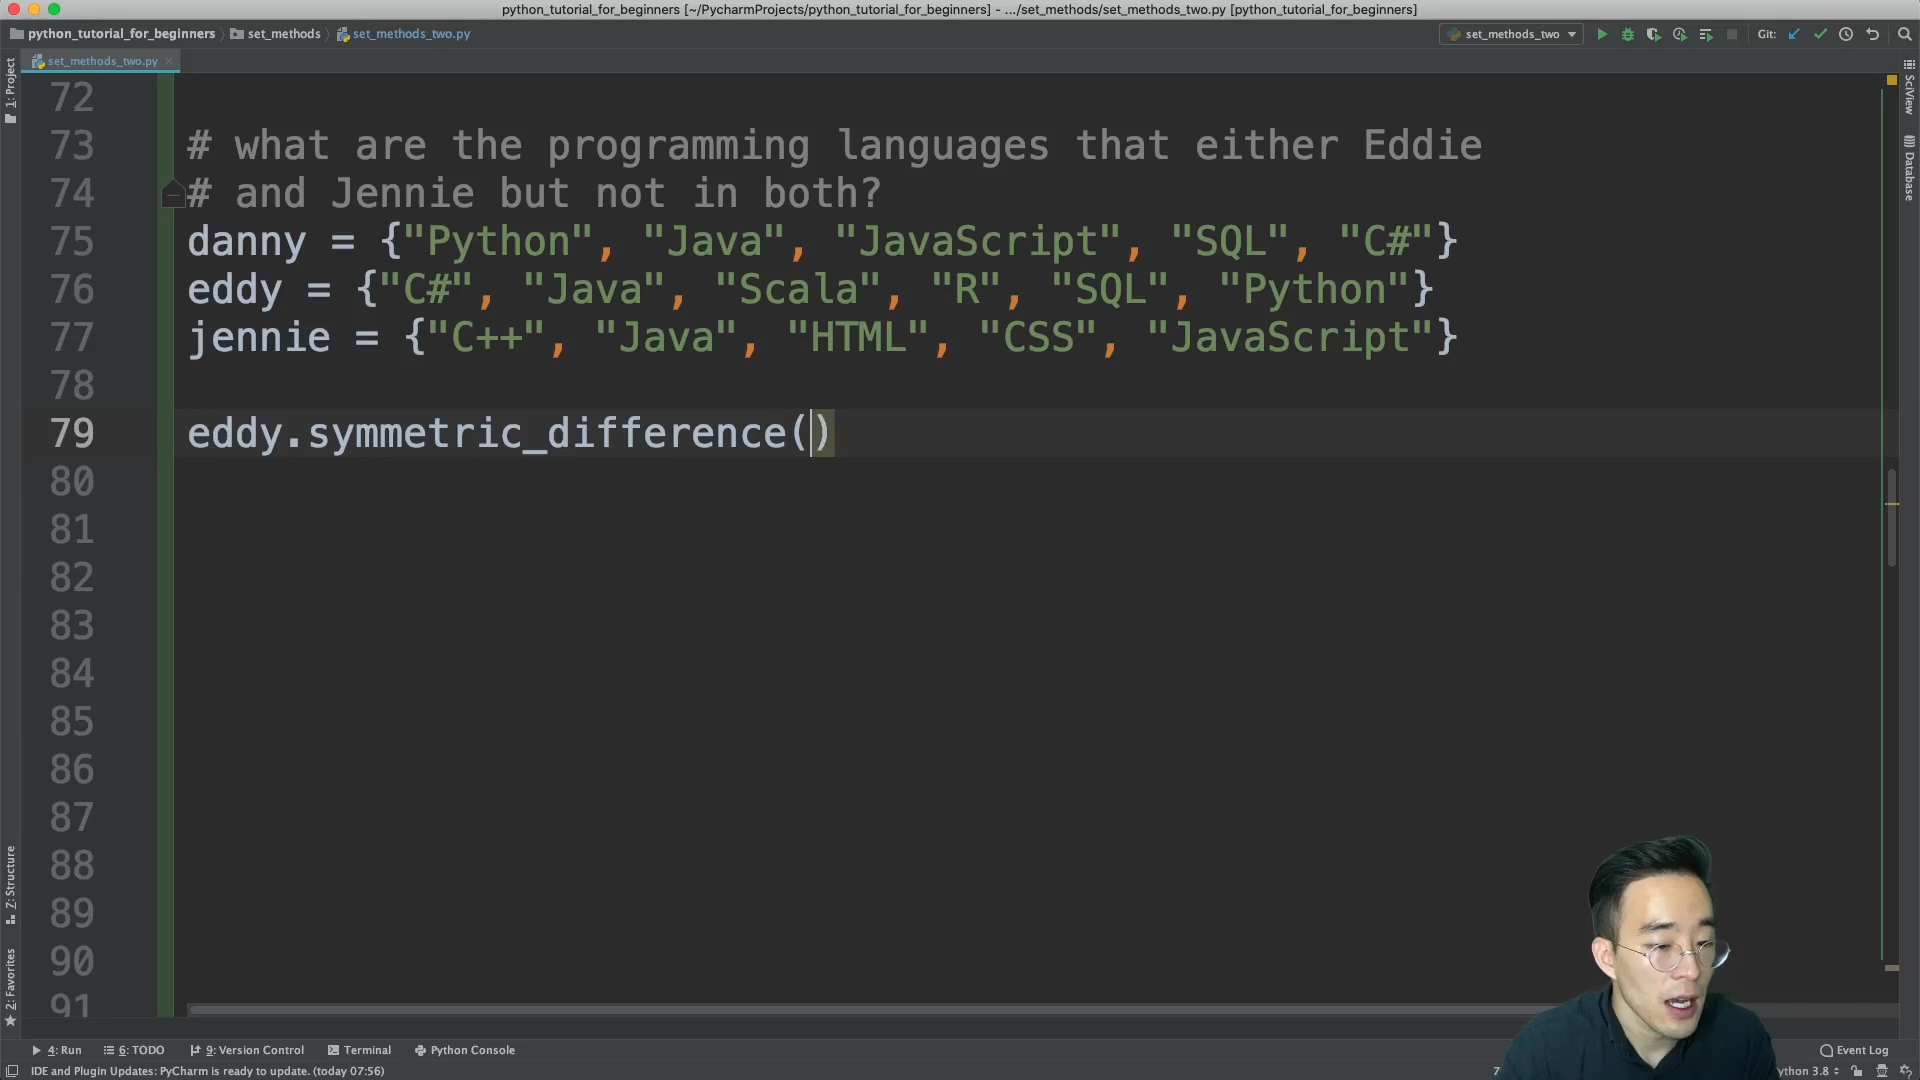 python_tutorial_for_beginners [~/PycharmProjects/python_tutorial_for_beginners] - .../set_methods/set_methods_two.py [python_tutorial_for_beginners]
python_tutorial_for_beginners set_methods set_methods_two.py set_methods_two Git:
set_methods_two.py
1: Project
SciView
Database
72
73 # what are the programming languages that either Eddie
74 # and Jennie but not in both?
75 danny = {"Python", "Java", "JavaScript", "SQL", "C#"}
76 eddy = {"C#", "Java", "Scala", "R", "SQL", "Python"}
77 jennie = {"C++", "Java", "HTML", "CSS", "JavaScript"}
78
79 eddy.symmetric_difference()
80
81
82
83
84
85
86
87
88
89
90
91
Z: Structure
2: Favorites
4: Run 6: TODO 9: Version Control Terminal Python Console Event Log
IDE and Plugin Updates: PyCharm is ready to update. (today 07:56) 7 ython 3.8